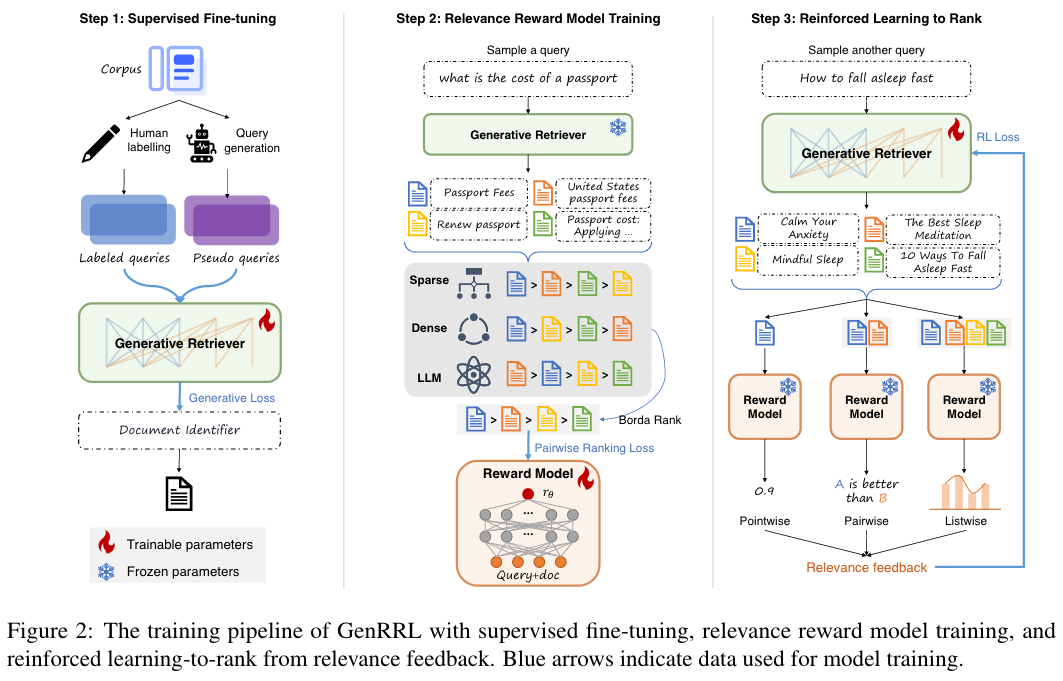 Step 1: Supervised Fine-tuning
Corpus
Human
labelling
Query
generation
Labeled queries
Pseudo queries
Generative Retriever
Generative Loss
Document Identifier
Trainable parameters
Frozen parameters
Step 2: Relevance Reward Model Training
Sample a query
what is the cost of a passport
Generative Retriever
Passport Fees
United States
passport fees
Renew passport
Passport cost:
Applying ...
Sparse
> > >
Dense
> > >
LLM
> > >
> > >
Borda Rank
Pairwise Ranking Loss
Reward Model
rθ
...
...
Query+doc
Step 3: Reinforced Learning to Rank
Sample another query
How to fall asleep fast
Generative Retriever
RL Loss
Calm Your
Anxiety
The Best Sleep
Meditation
Mindful Sleep
10 Ways To Fall
Asleep Fast
Reward
Model
Reward
Model
Reward
Model
0.9
A is better
than B
Pointwise
Pairwise
Listwise
Relevance feedback
Figure 2: The training pipeline of GenRRL with supervised fine-tuning, relevance reward model training, and
reinforced learning-to-rank from relevance feedback. Blue arrows indicate data used for model training.